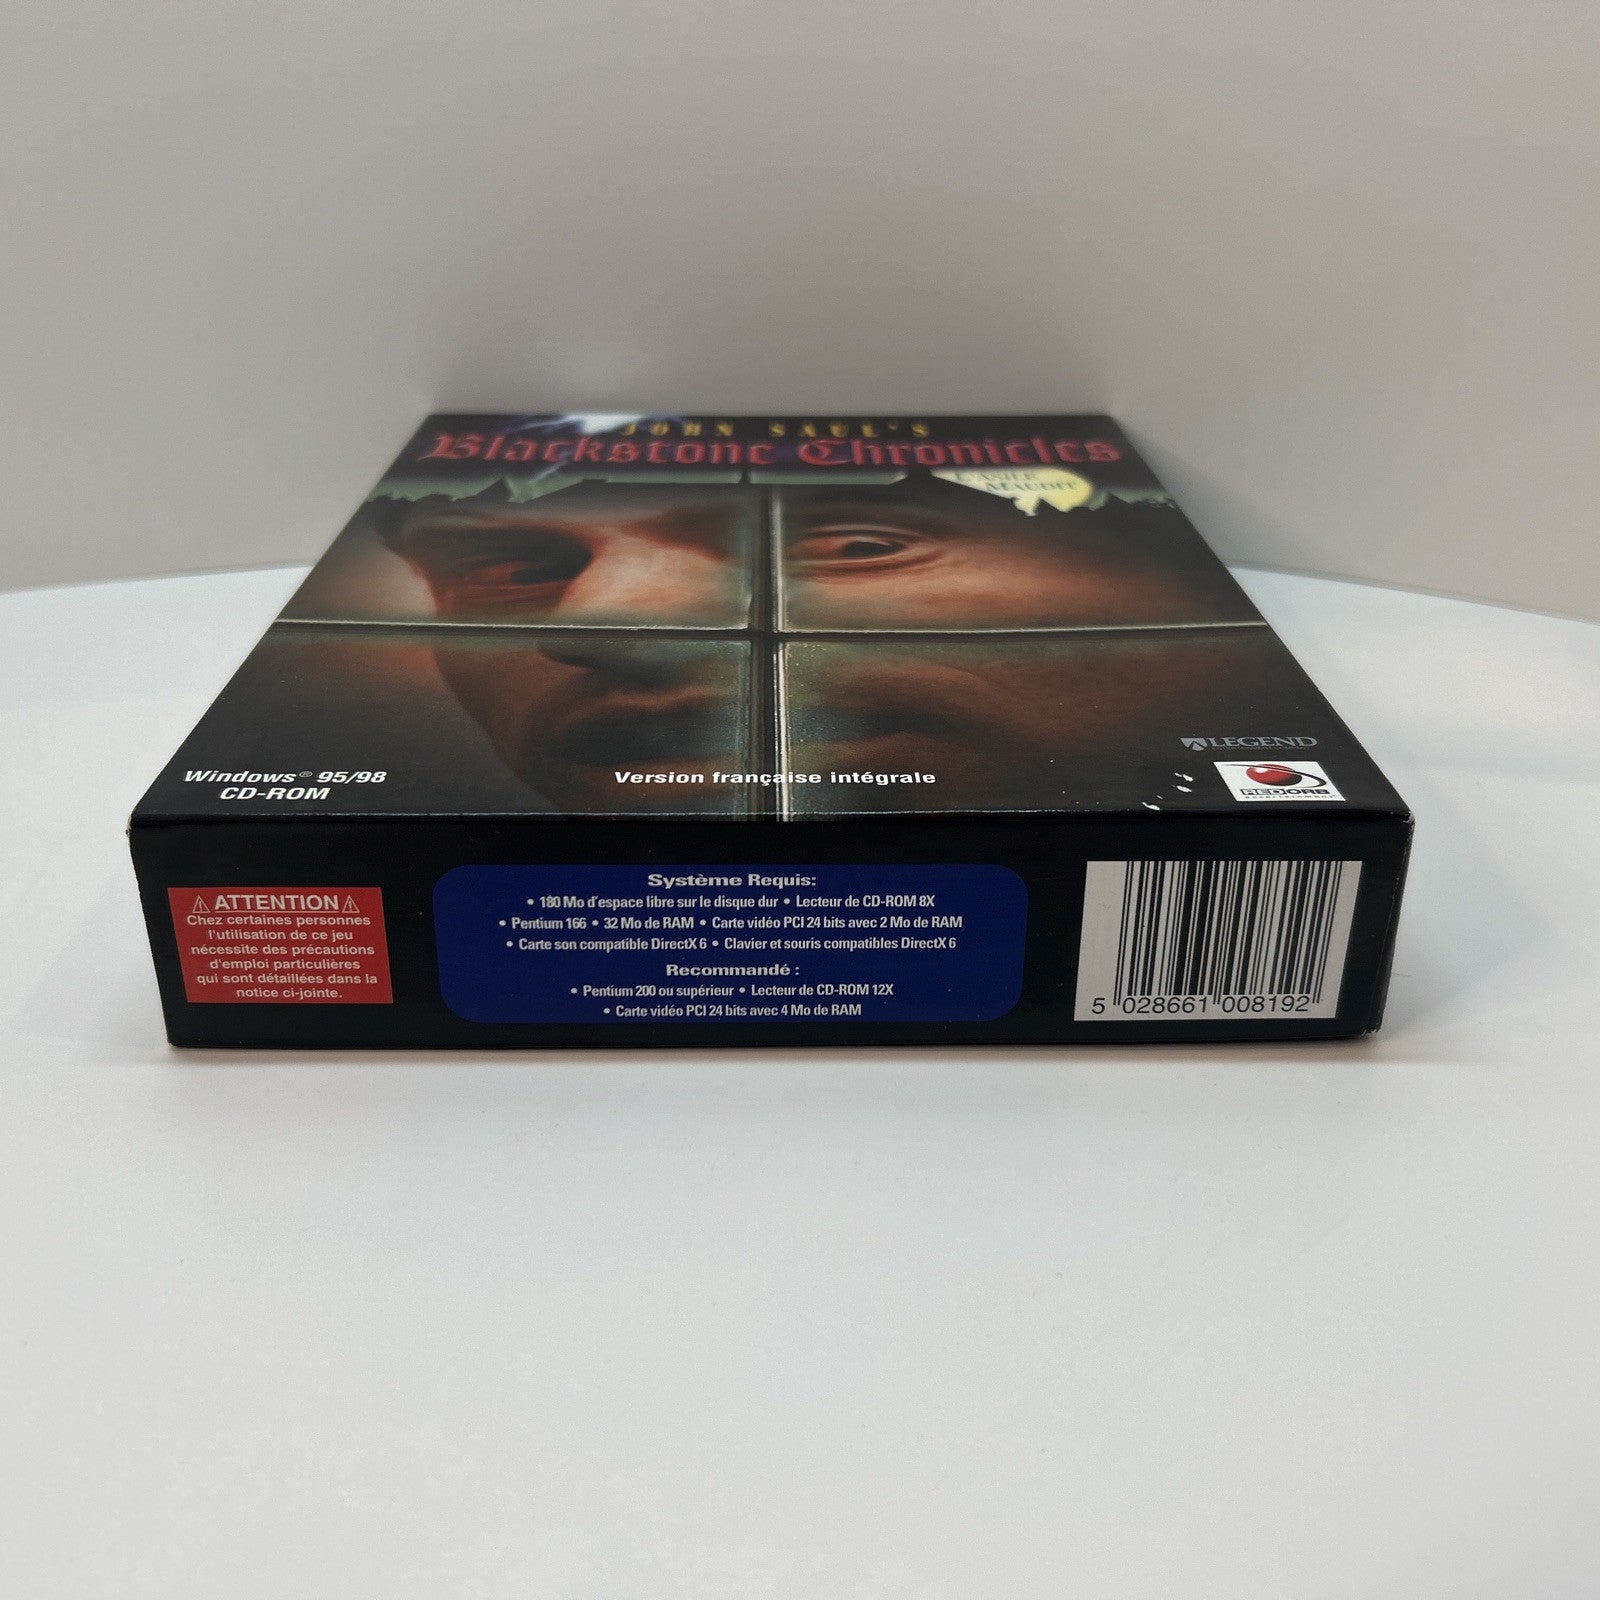 JOHN SAUL'S
Blackstone Chronicles
L'ASILE
MAUDIT
LEGEND
Windows® 95/98
CD-ROM
Version française intégrale
RED ORB
entertainment
⚠ ATTENTION ⚠
Chez certaines personnes
l'utilisation de ce jeu
nécessite des précautions
d'emploi particulières
qui sont détaillées dans la
notice ci-jointe.
Système Requis:
• 180 Mo d'espace libre sur le disque dur • Lecteur de CD-ROM 8X
• Pentium 166 • 32 Mo de RAM • Carte vidéo PCI 24 bits avec 2 Mo de RAM
• Carte son compatible DirectX 6 • Clavier et souris compatibles DirectX 6
Recommandé :
• Pentium 200 ou supérieur • Lecteur de CD-ROM 12X
• Carte vidéo PCI 24 bits avec 4 Mo de RAM
5 028661 008192